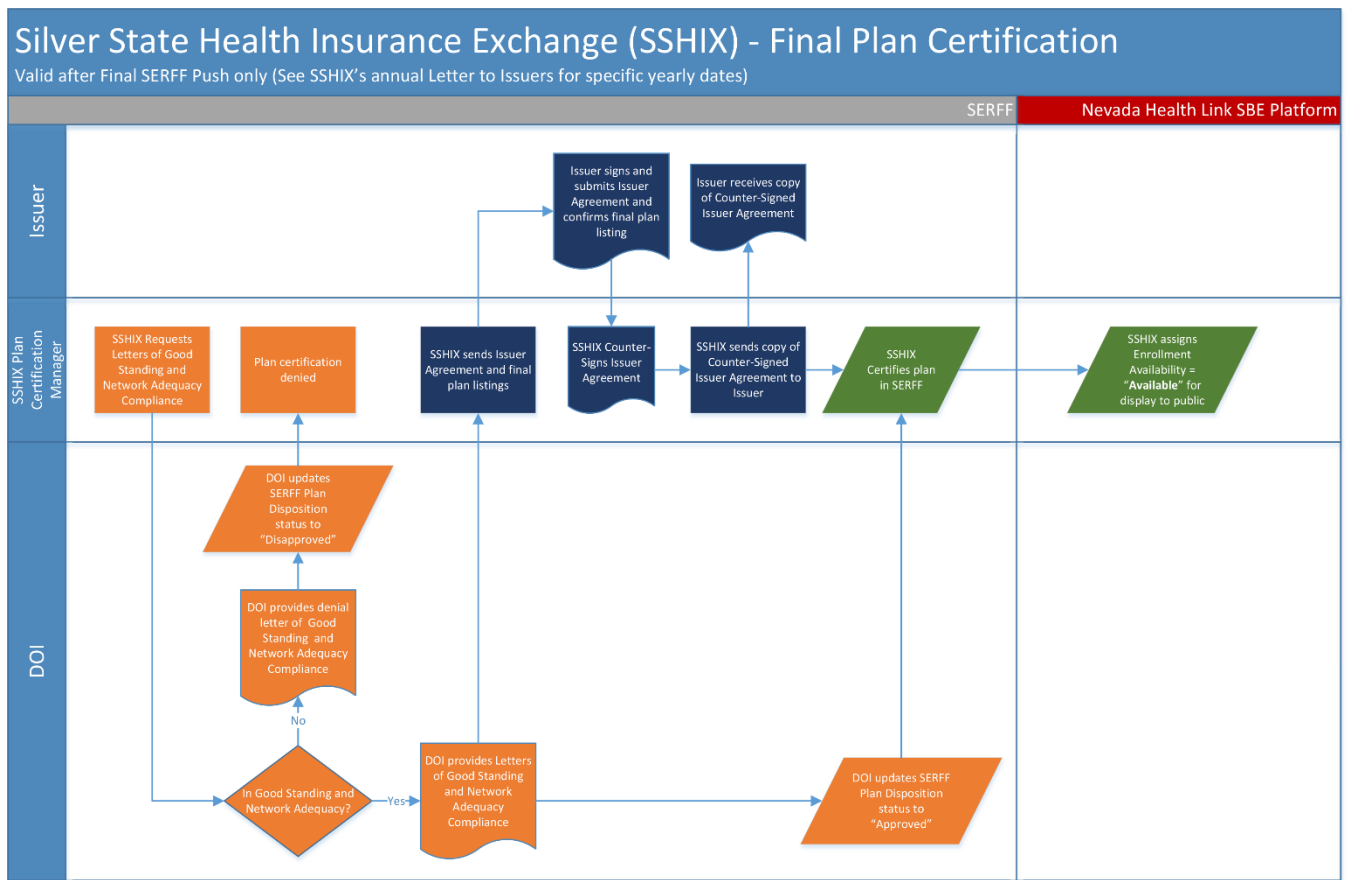 Silver State Health Insurance Exchange (SSHIX) - Final Plan Certification
Valid after Final SERFF Push only (See SSHIX’s annual Letter to Issuers for specific yearly dates)
SERFF
Nevada Health Link SBE Platform
Issuer
Issuer signs and
submits Issuer
Agreement and
confirms final plan
listing
Issuer receives copy
of Counter-Signed
Issuer Agreement
SSHIX Plan
Certification
Manager
SSHIX Requests
Letters of Good
Standing and
Network Adequacy
Compliance
Plan certification
denied
SSHIX sends Issuer
Agreement and final
plan listings
SSHIX Counter-
Signs Issuer
Agreement
SSHIX sends copy of
Counter-Signed
Issuer Agreement to
Issuer
SSHIX
Certifies plan
in SERFF
SSHIX assigns
Enrollment
Availability =
“Available” for
display to public
DOI
DOI updates
SERFF Plan
Disposition
status to
“Disapproved”
DOI provides denial
letter of Good
Standing and
Network Adequacy
Compliance
No
In Good Standing and
Network Adequacy?
Yes
DOI provides Letters
of Good Standing
and Network
Adequacy
Compliance
DOI updates SERFF
Plan Disposition
status to
“Approved”